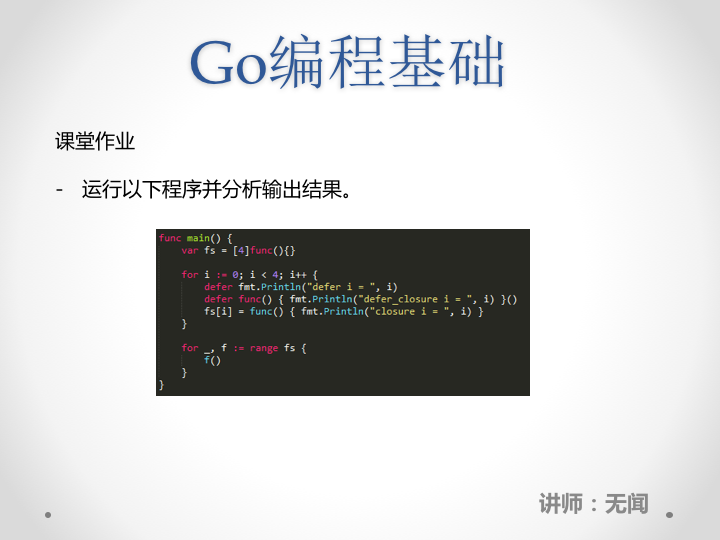 Go编程基础
课堂作业
- 运行以下程序并分析输出结果。
func main() {
    var fs = [4]func(){}

    for i := 0; i < 4; i++ {
        defer fmt.Println("defer i = ", i)
        defer func() { fmt.Println("defer_closure i = ", i) }()
        fs[i] = func() { fmt.Println("closure i = ", i) }
    }

    for _, f := range fs {
        f()
    }
}
讲师：无闻